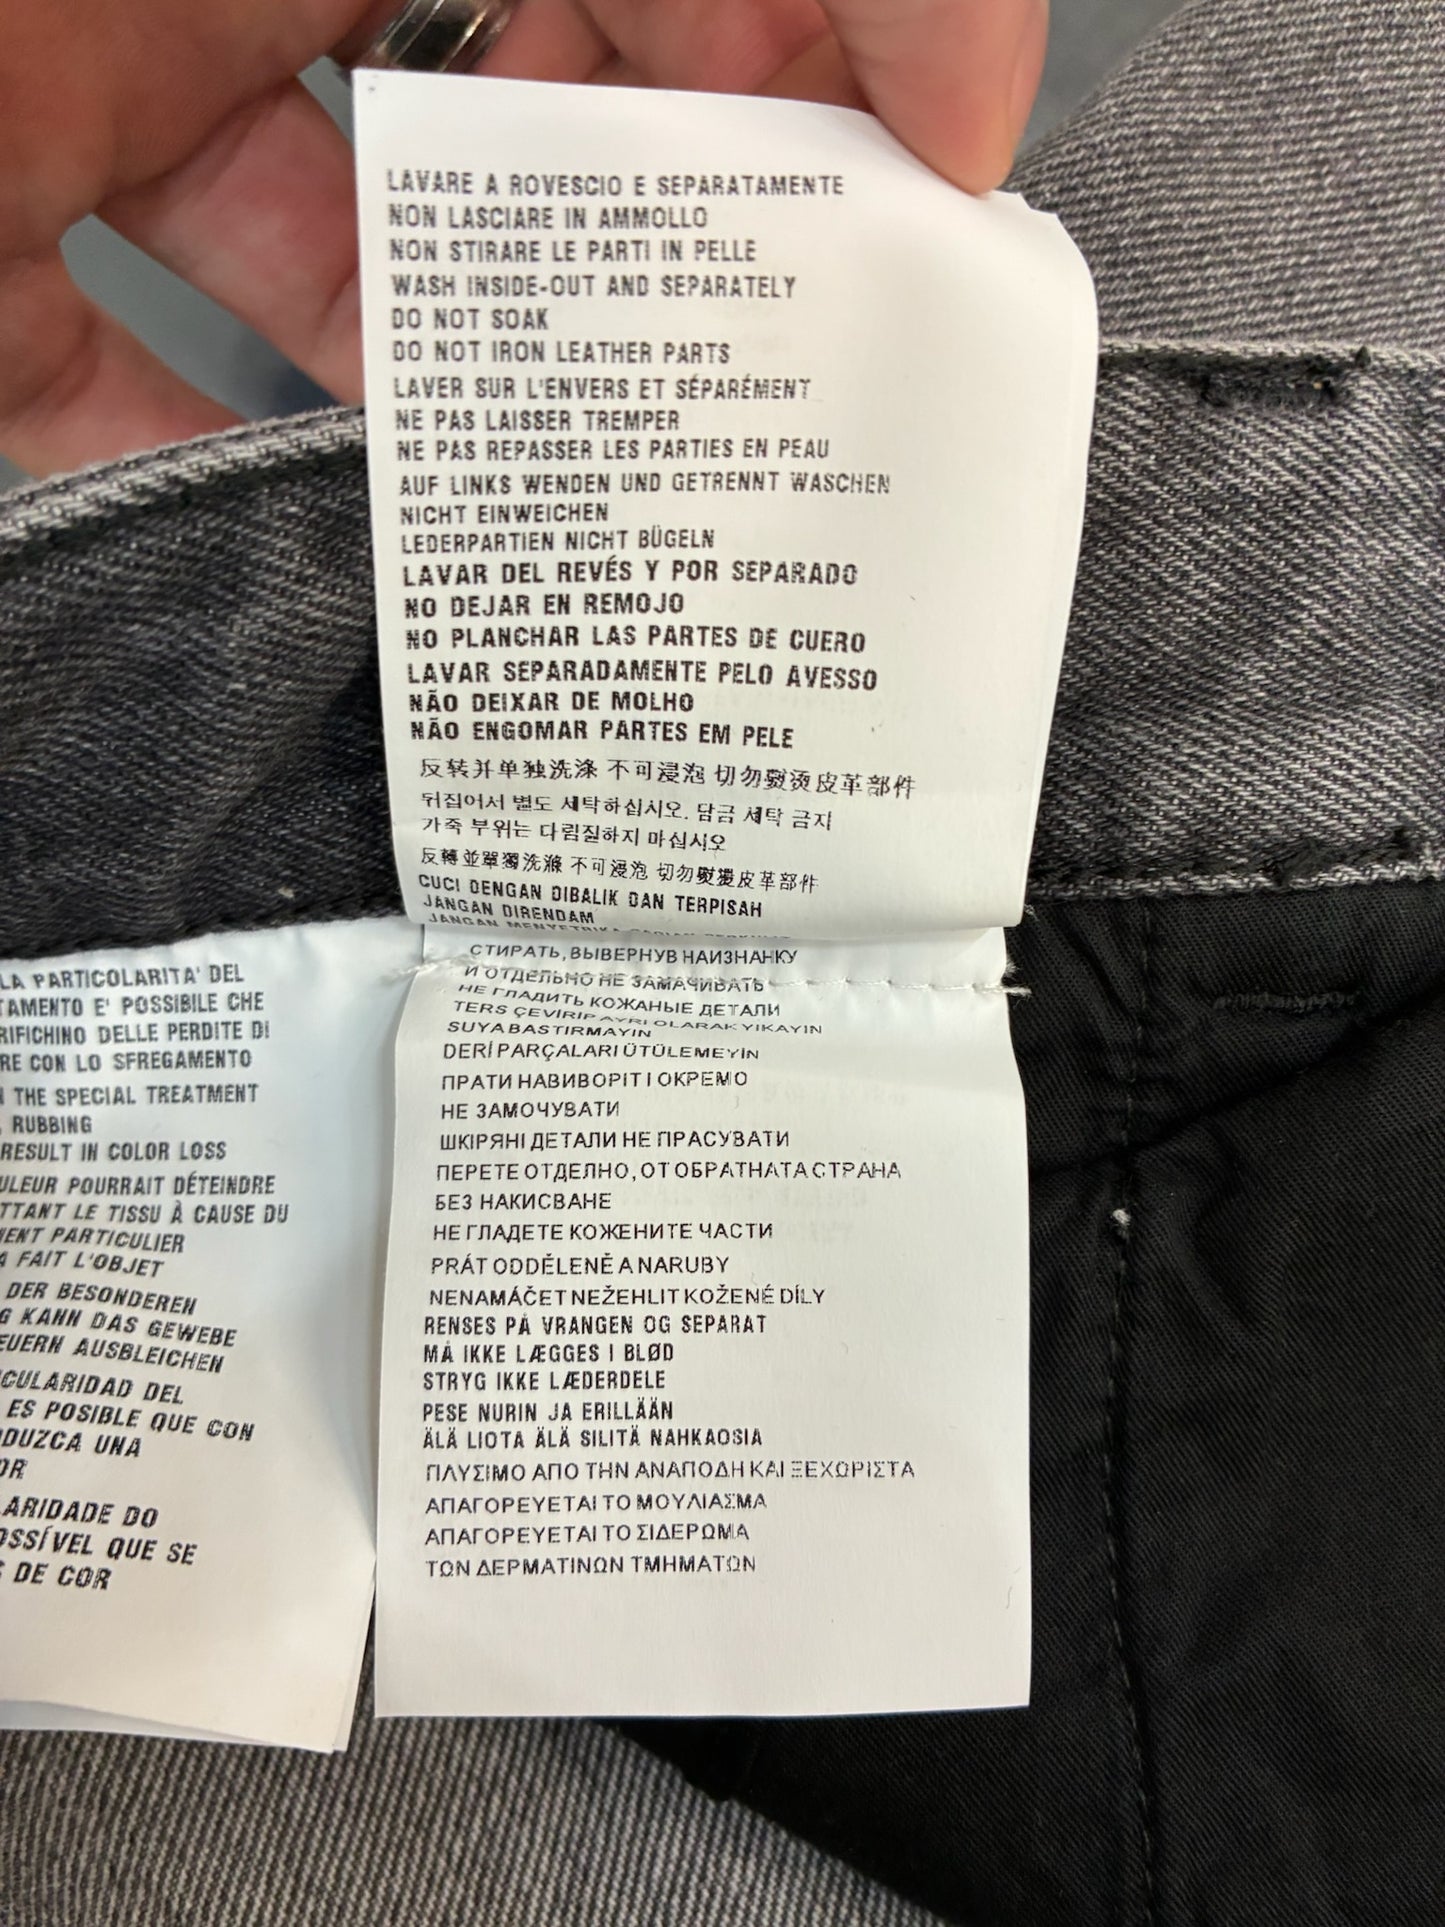 LAVARE A ROVESCIO E SEPARATAMENTE
NON LASCIARE IN AMMOLLO
NON STIRARE LE PARTI IN PELLE
WASH INSIDE-OUT AND SEPARATELY
DO NOT SOAK
DO NOT IRON LEATHER PARTS
LAVER SUR L'ENVERS ET SÉPARÉMENT
NE PAS LAISSER TREMPER
NE PAS REPASSER LES PARTIES EN PEAU
AUF LINKS WENDEN UND GETRENNT WASCHEN
NICHT EINWEICHEN
LEDERPARTIEN NICHT BÜGELN
LAVAR DEL REVÉS Y POR SEPARADO
NO DEJAR EN REMOJO
NO PLANCHAR LAS PARTES DE CUERO
LAVAR SEPARADAMENTE PELO AVESSO
NÃO DEIXAR DE MOLHO
NÃO ENGOMAR PARTES EM PELE
反转并单独洗涤 不可浸泡 切勿熨烫皮革部件
뒤집어서 별도 세탁하십시오. 담금 세탁 금지
가죽 부위는 다림질하지 마십시오
反轉並單獨洗滌 不可浸泡 切勿熨燙皮革部件
CUCI DENGAN DIBALIK DAN TERPISAH
JANGAN DIRENDAM
JANGAN MENYETRIKA
СТИРАТЬ, ВЫВЕРНУВ НАИЗНАНКУ
И ОТДЕЛЬНО НЕ ЗАМАЧИВАТЬ
НЕ ГЛАДИТЬ КОЖАНЫЕ ДЕТАЛИ
TERS ÇEVİRİP AYRI OLARAK YIKAYIN
SUYA BASTIRMAYIN
DERİ PARÇALARI ÜTÜLEMEYİN
ПРАТИ НАВИВОРІТ І ОКРЕМО
НЕ ЗАМОЧУВАТИ
ШКІРЯНІ ДЕТАЛИ НЕ ПРАСУВАТИ
ПЕРЕТЕ ОТДЕЛНО, ОТ ОБРАТНАТА СТРАНА
БЕЗ НАКИСВАНЕ
НЕ ГЛАДЕТЕ КОЖЕНИТЕ ЧАСТИ
PRÁT ODDĚLENĚ A NARUBY
NENAMÁČET NEŽEHLIT KOŽENÉ DÍLY
RENSES PÅ VRANGEN OG SEPARAT
MÅ IKKE LÆGGES I BLØD
STRYG IKKE LÆDERDELE
PESE NURIN JA ERILLÄÄN
ÄLÄ LIOTA ÄLÄ SILITÄ NAHKAOSIA
ΠΛΥΣΙΜΟ ΑΠΟ ΤΗΝ ΑΝΑΠΟΔΗ ΚΑΙ ΞΕΧΩΡΙΣΤΑ
ΑΠΑΓΟΡΕΥΕΤΑΙ ΤΟ ΜΟΥΛΙΑΣΜΑ
ΑΠΑΓΟΡΕΥΕΤΑΙ ΤΟ ΣΙΔΕΡΩΜΑ
ΤΩΝ ΔΕΡΜΑΤΙΝΩΝ ΤΜΗΜΑΤΩΝ
LA PARTICOLARITA' DEL
TAMENTO E' POSSIBILE CHE
RIFICHINO DELLE PERDITE DI
RE CON LO SFREGAMENTO
THE SPECIAL TREATMENT
RUBBING
RESULT IN COLOR LOSS
ULEUR POURRAIT DÉTEINDRE
TTANT LE TISSU À CAUSE DU
MENT PARTICULIER
A FAIT L'OBJET
DER BESONDEREN
G KANN DAS GEWEBE
EUERN AUSBLEICHEN
CULARIDAD DEL
ES POSIBLE QUE CON
DUZCA UNA
OR
ARIDADE DO
OSSÍVEL QUE SE
DE COR